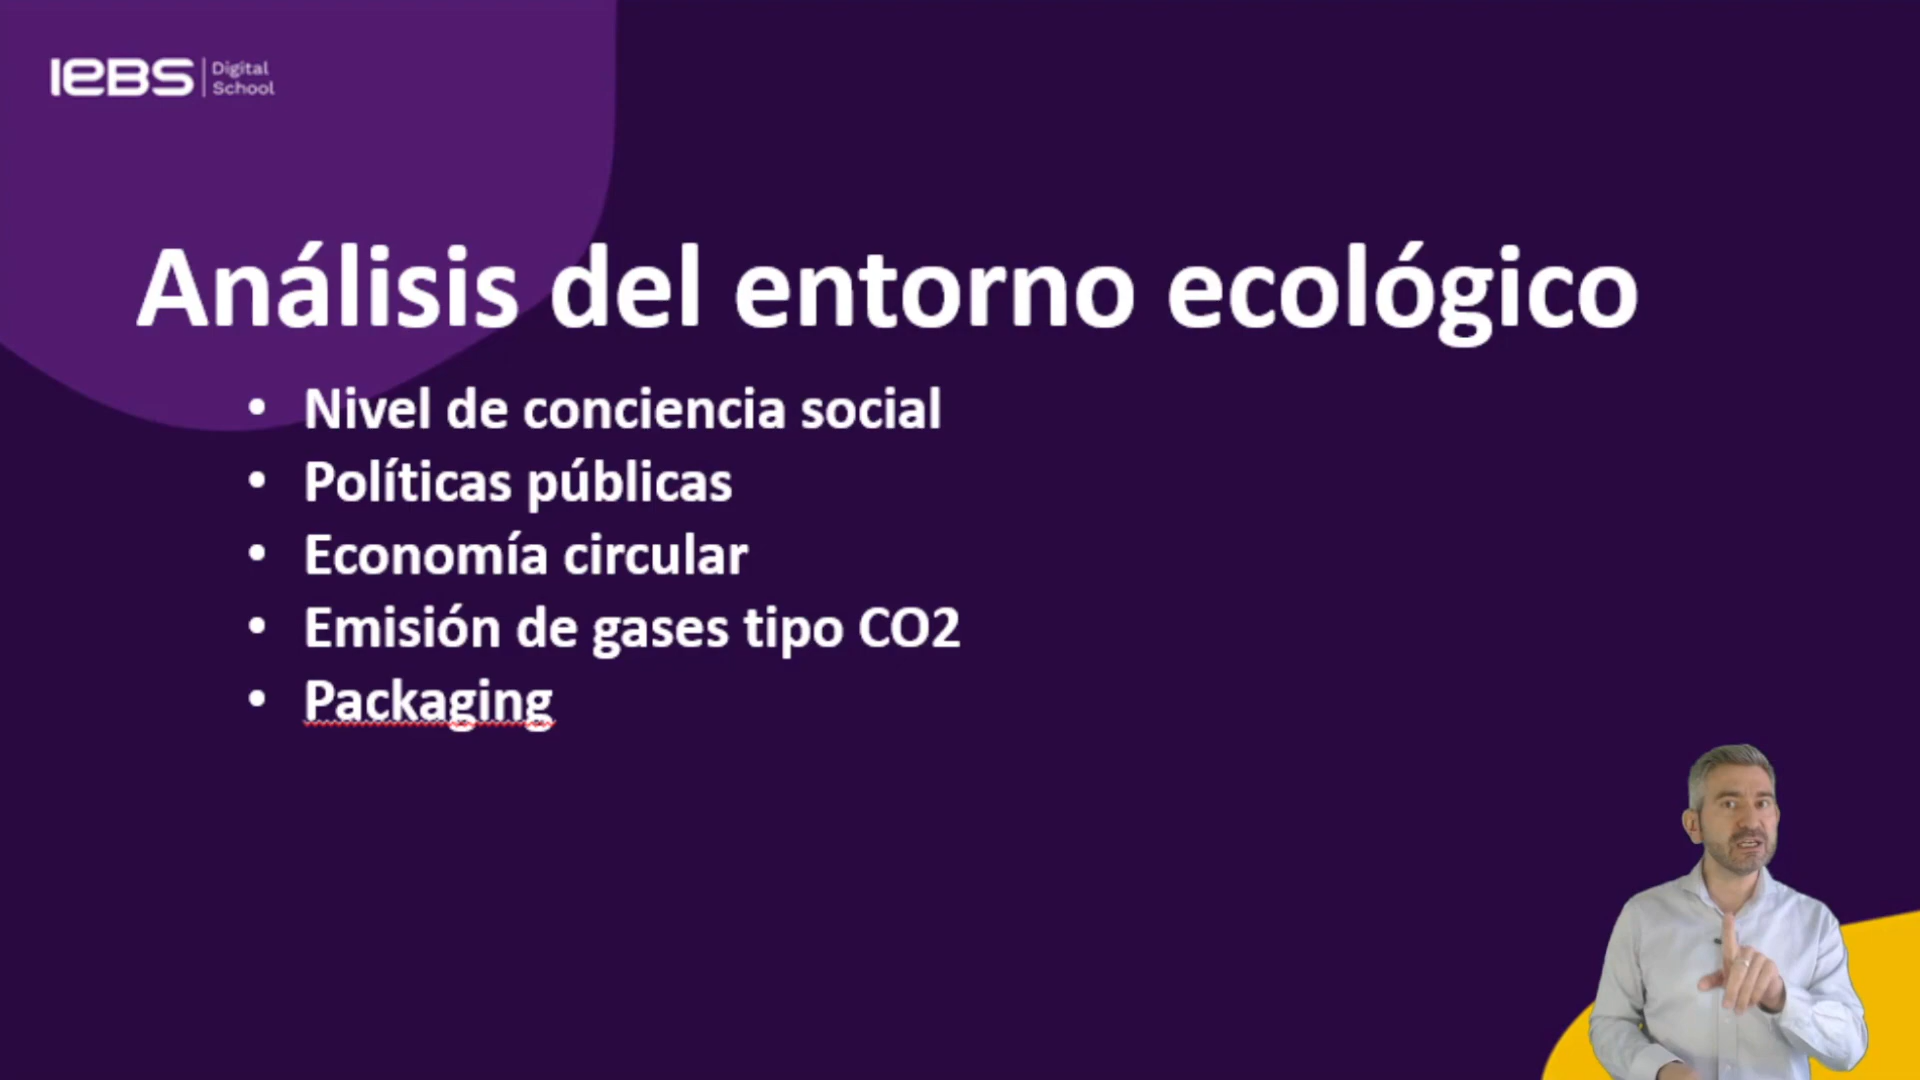 IEBS Digital
School
Análisis del entorno ecológico
• Nivel de conciencia social
• Políticas públicas
• Economía circular
• Emisión de gases tipo CO2
• Packaging